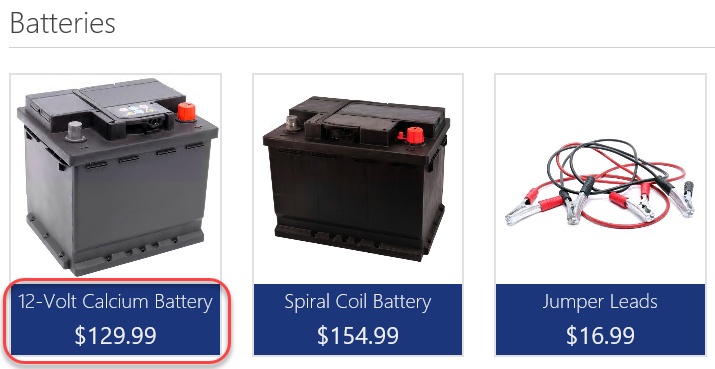 Batteries
12-Volt Calcium Battery
$129.99
Spiral Coil Battery
$154.99
Jumper Leads
$16.99